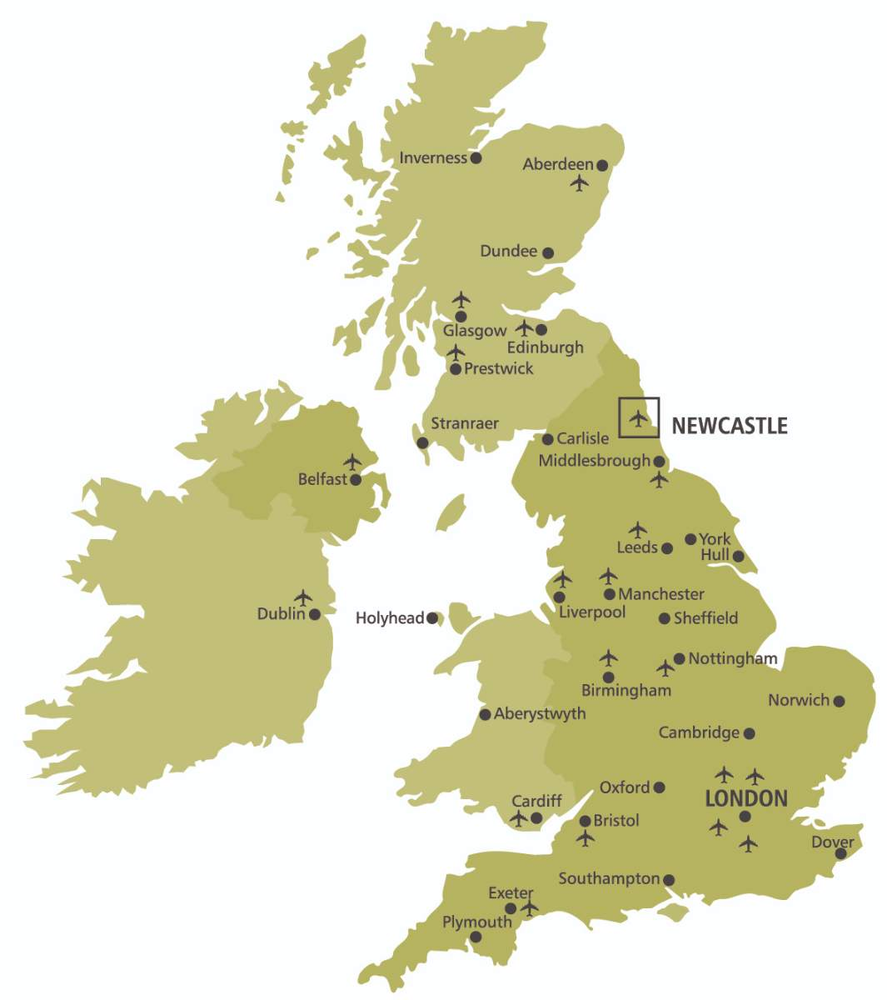 Inverness
Aberdeen
Dundee
Glasgow
Edinburgh
Prestwick
Stranraer
NEWCASTLE
Carlisle
Middlesbrough
Belfast
York
Leeds
Hull
Manchester
Liverpool
Dublin
Holyhead
Sheffield
Nottingham
Birmingham
Norwich
Aberystwyth
Cambridge
Oxford
LONDON
Cardiff
Bristol
Dover
Southampton
Exeter
Plymouth